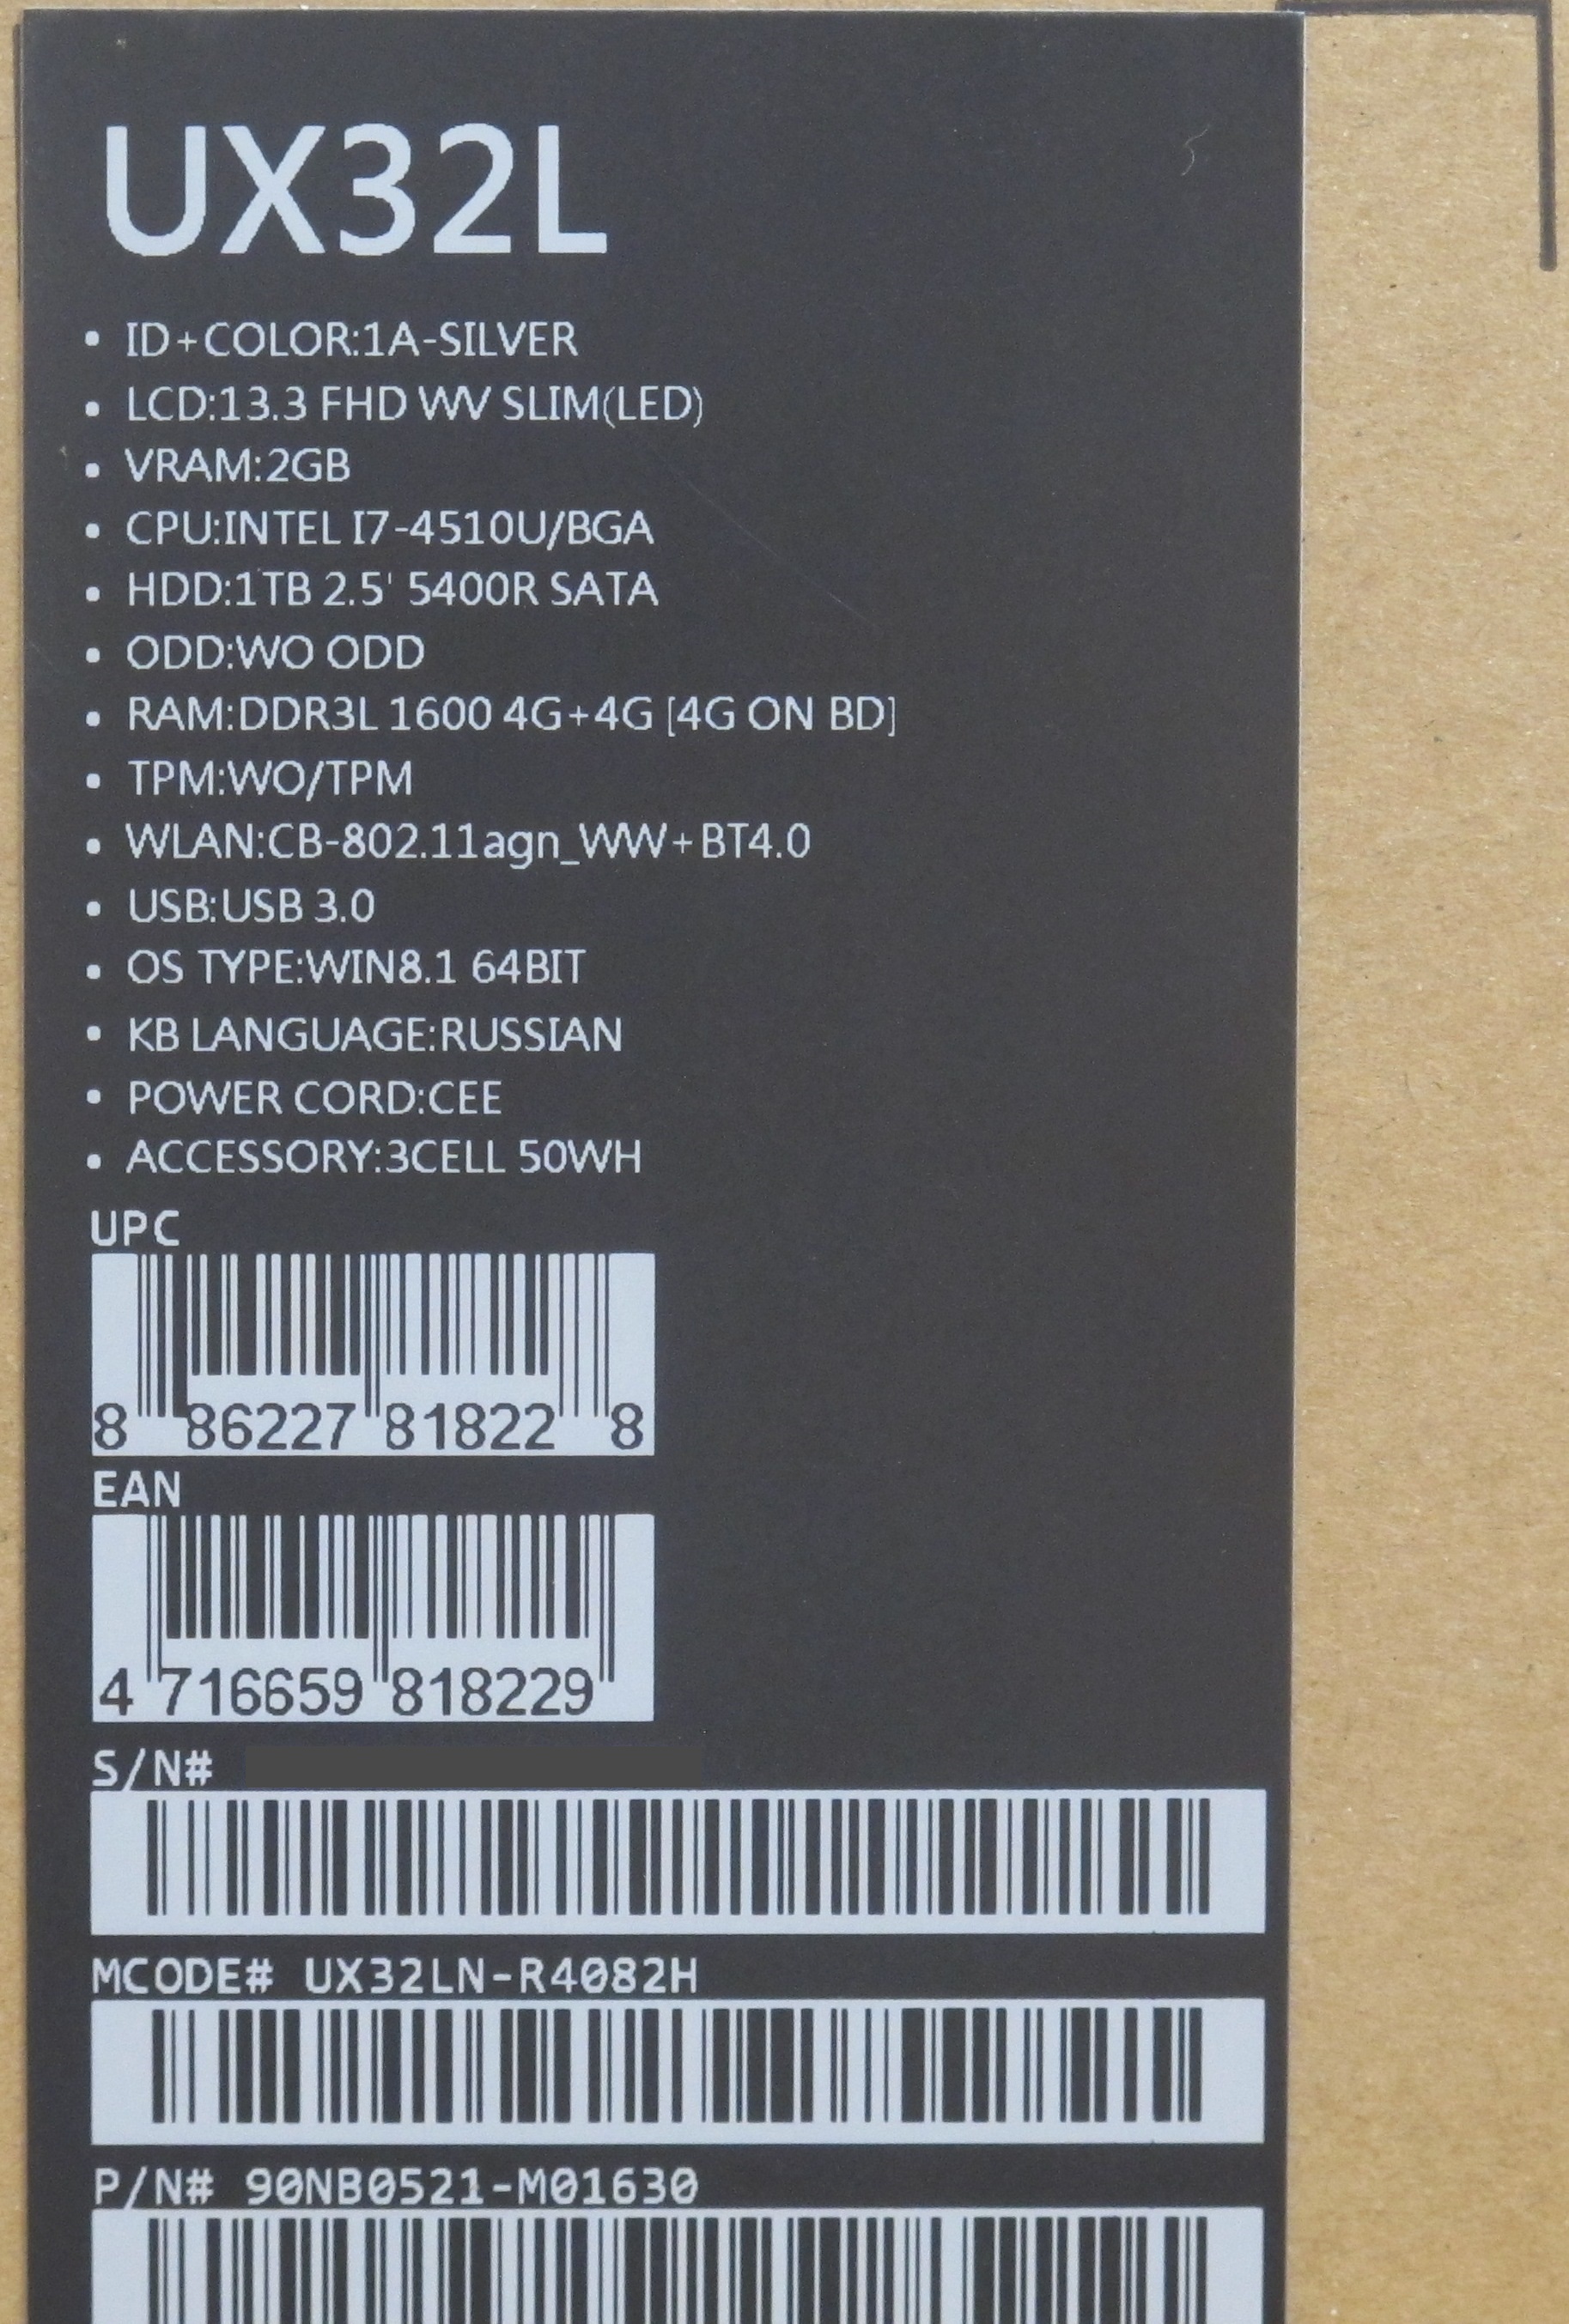 UX32L
• ID+COLOR:1A-SILVER
• LCD:13.3 FHD WV SLIM(LED)
• VRAM:2GB
• CPU:INTEL I7-4510U/BGA
• HDD:1TB 2.5' 5400R SATA
• ODD:WO ODD
• RAM:DDR3L 1600 4G+4G [4G ON BD]
• TPM:WO/TPM
• WLAN:CB-802.11agn_WW+BT4.0
• USB:USB 3.0
• OS TYPE:WIN8.1 64BIT
• KB LANGUAGE:RUSSIAN
• POWER CORD:CEE
• ACCESSORY:3CELL 50WH
UPC
8 86227 81822 8
EAN
4 716659 818229
S/N#
MCODE# UX32LN-R4082H
P/N# 90NB0521-M01630